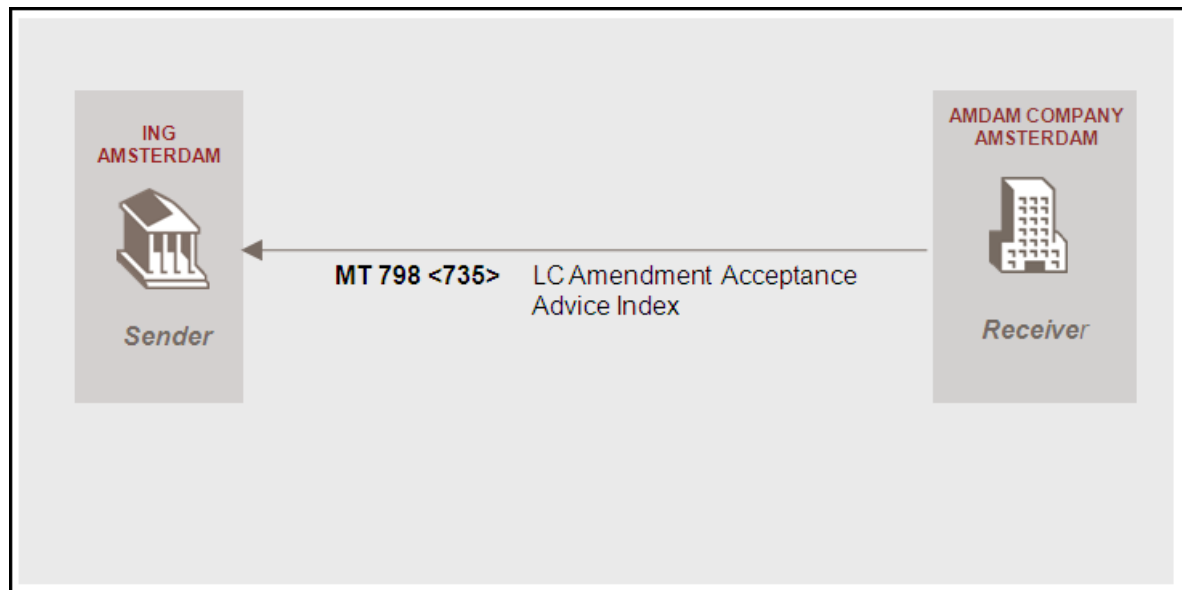 ING
AMSTERDAM
Sender
MT 798 <735> LC Amendment Acceptance
Advice Index
AMDAM COMPANY
AMSTERDAM
Receiver